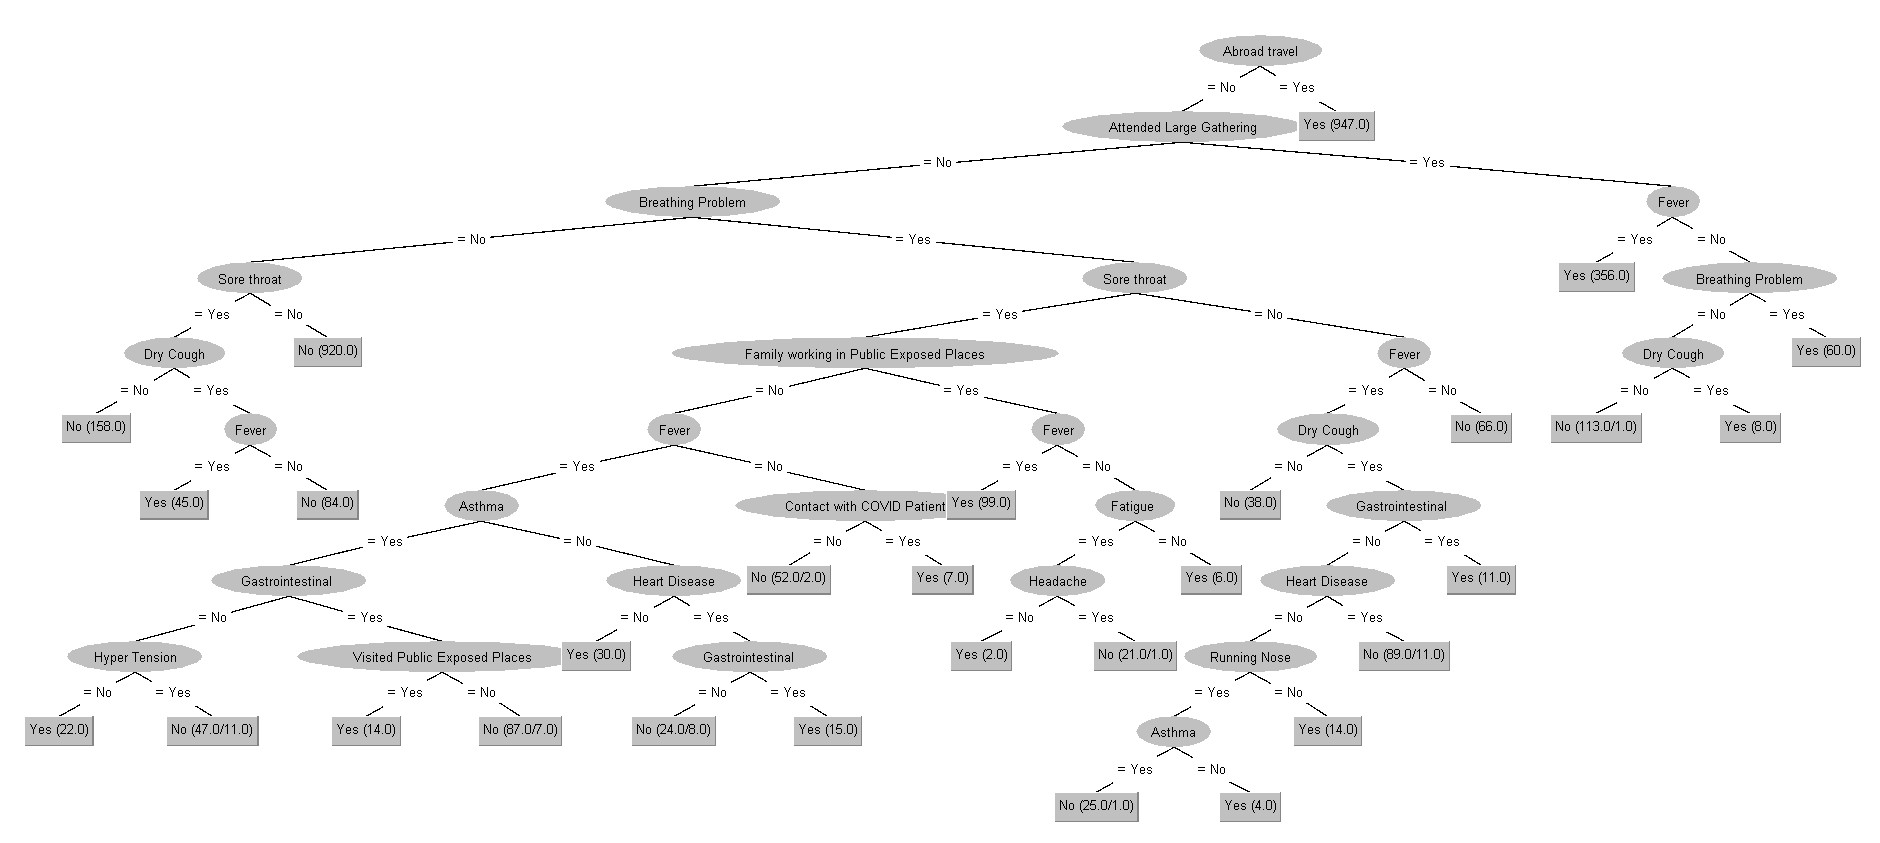 Abroad travel
= No = Yes
Attended Large Gathering Yes (947.0)
= No = Yes
Breathing Problem Fever
= No = Yes = Yes = No
Sore throat Sore throat Yes (356.0) Breathing Problem
= Yes = No = Yes = No = No = Yes
Dry Cough No (920.0) Family working in Public Exposed Places Fever Dry Cough Yes (60.0)
= No = Yes = No = Yes = Yes = No = No = Yes
No (158.0) Fever Fever Fever Dry Cough No (66.0) No (113.0/1.0) Yes (8.0)
= Yes = No = Yes = No = Yes = No = No = Yes
Yes (45.0) No (84.0) Asthma Contact with COVID Patient Yes (99.0) Fatigue No (38.0) Gastrointestinal
= Yes = No = No = Yes = Yes = No = No = Yes
Gastrointestinal Heart Disease No (52.0/2.0) Yes (7.0) Headache Yes (6.0) Heart Disease Yes (11.0)
= No = Yes = No = Yes = No = Yes = No = Yes
Hyper Tension Visited Public Exposed Places Yes (30.0) Gastrointestinal Yes (2.0) No (21.0/1.0) Running Nose No (89.0/11.0)
= No = Yes = Yes = No = No = Yes = Yes = No
Yes (22.0) No (47.0/11.0) Yes (14.0) No (87.0/7.0) No (24.0/8.0) Yes (15.0) Asthma Yes (14.0)
= Yes = No
No (25.0/1.0) Yes (4.0)